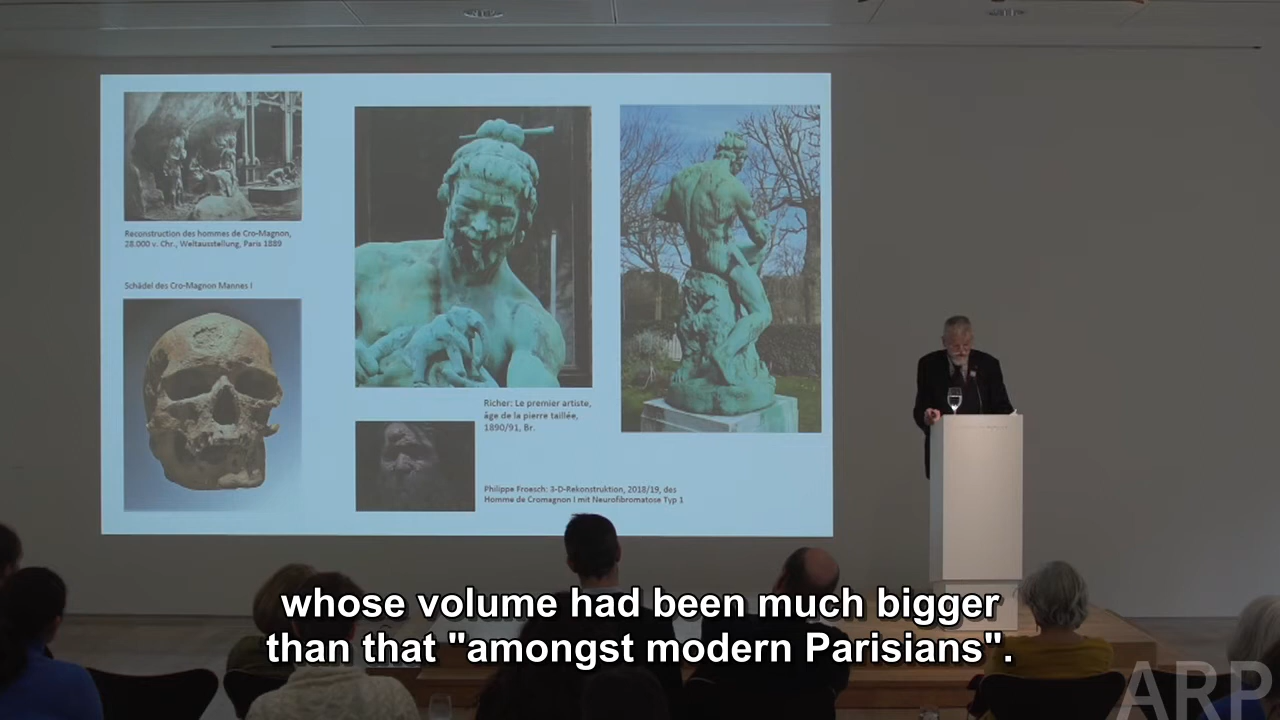 Reconstruction des hommes de Cro-Magnon,
28.000 v. Chr., Weltausstellung, Paris 1889
Schädel des Cro-Magnon Mannes I
Richer: Le premier artiste,
âge de la pierre taillée,
1890/91, Br.
Philippe Froesch: 3-D-Rekonstruktion, 2018/19, des
Homme de Cromagnon I mit Neurofibromatose Typ 1
whose volume had been much bigger
than that "amongst modern Parisians".
ARP